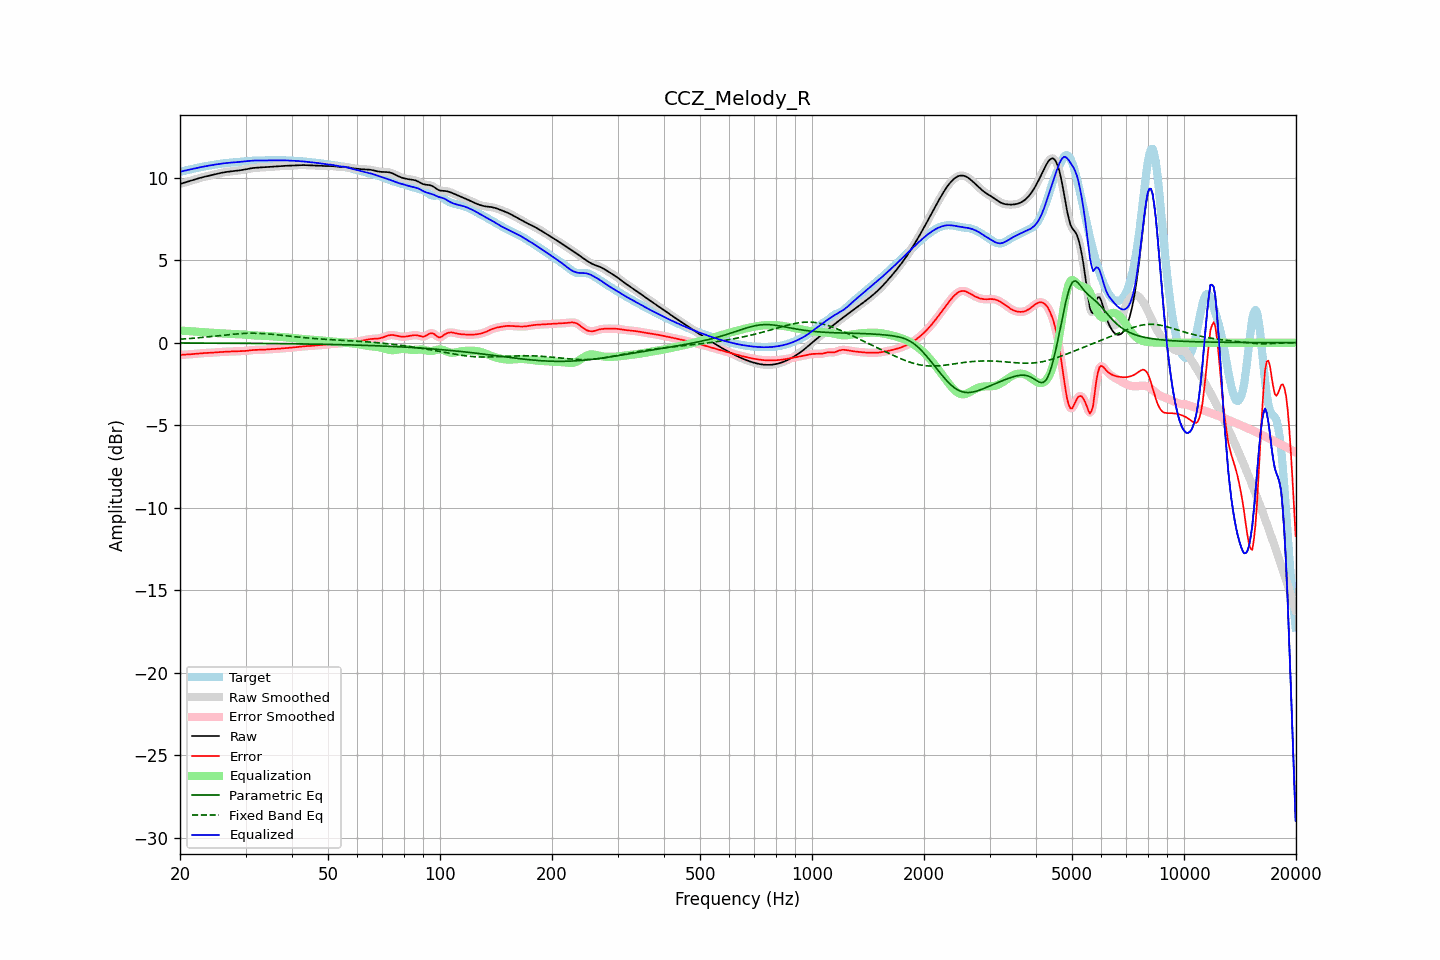 CCZ_Melody_R
Amplitude (dBr)
10
5
0
−5
−10
−15
−20
−25
−30
Target
Raw Smoothed
Error Smoothed
Raw
Error
Equalization
Parametric Eq
Fixed Band Eq
Equalized
20 50 100 200 500 1000 2000 5000 10000 20000
Frequency (Hz)